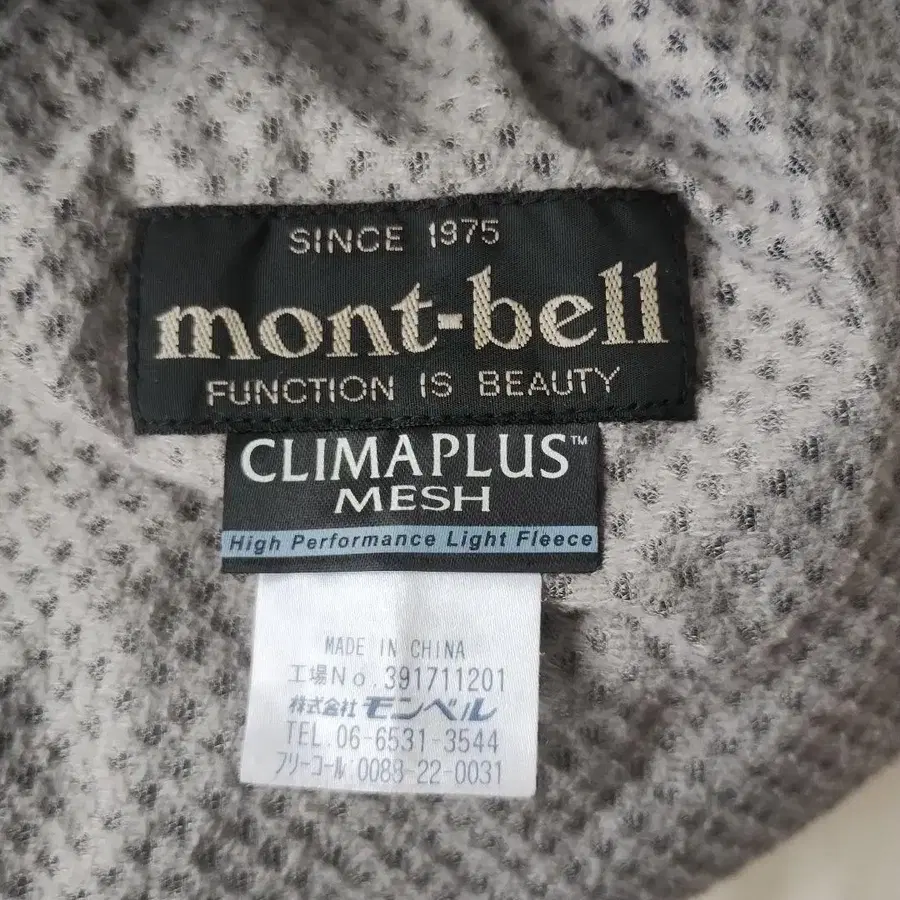 SINCE 1975
mont-bell
FUNCTION IS BEAUTY
CLIMAPLUS™
MESH
High Performance Light Fleece
MADE IN CHINA
工場No.391711201
株式会社 モンベル
TEL.06-6531-3544
フリーコール:0088-22-0031